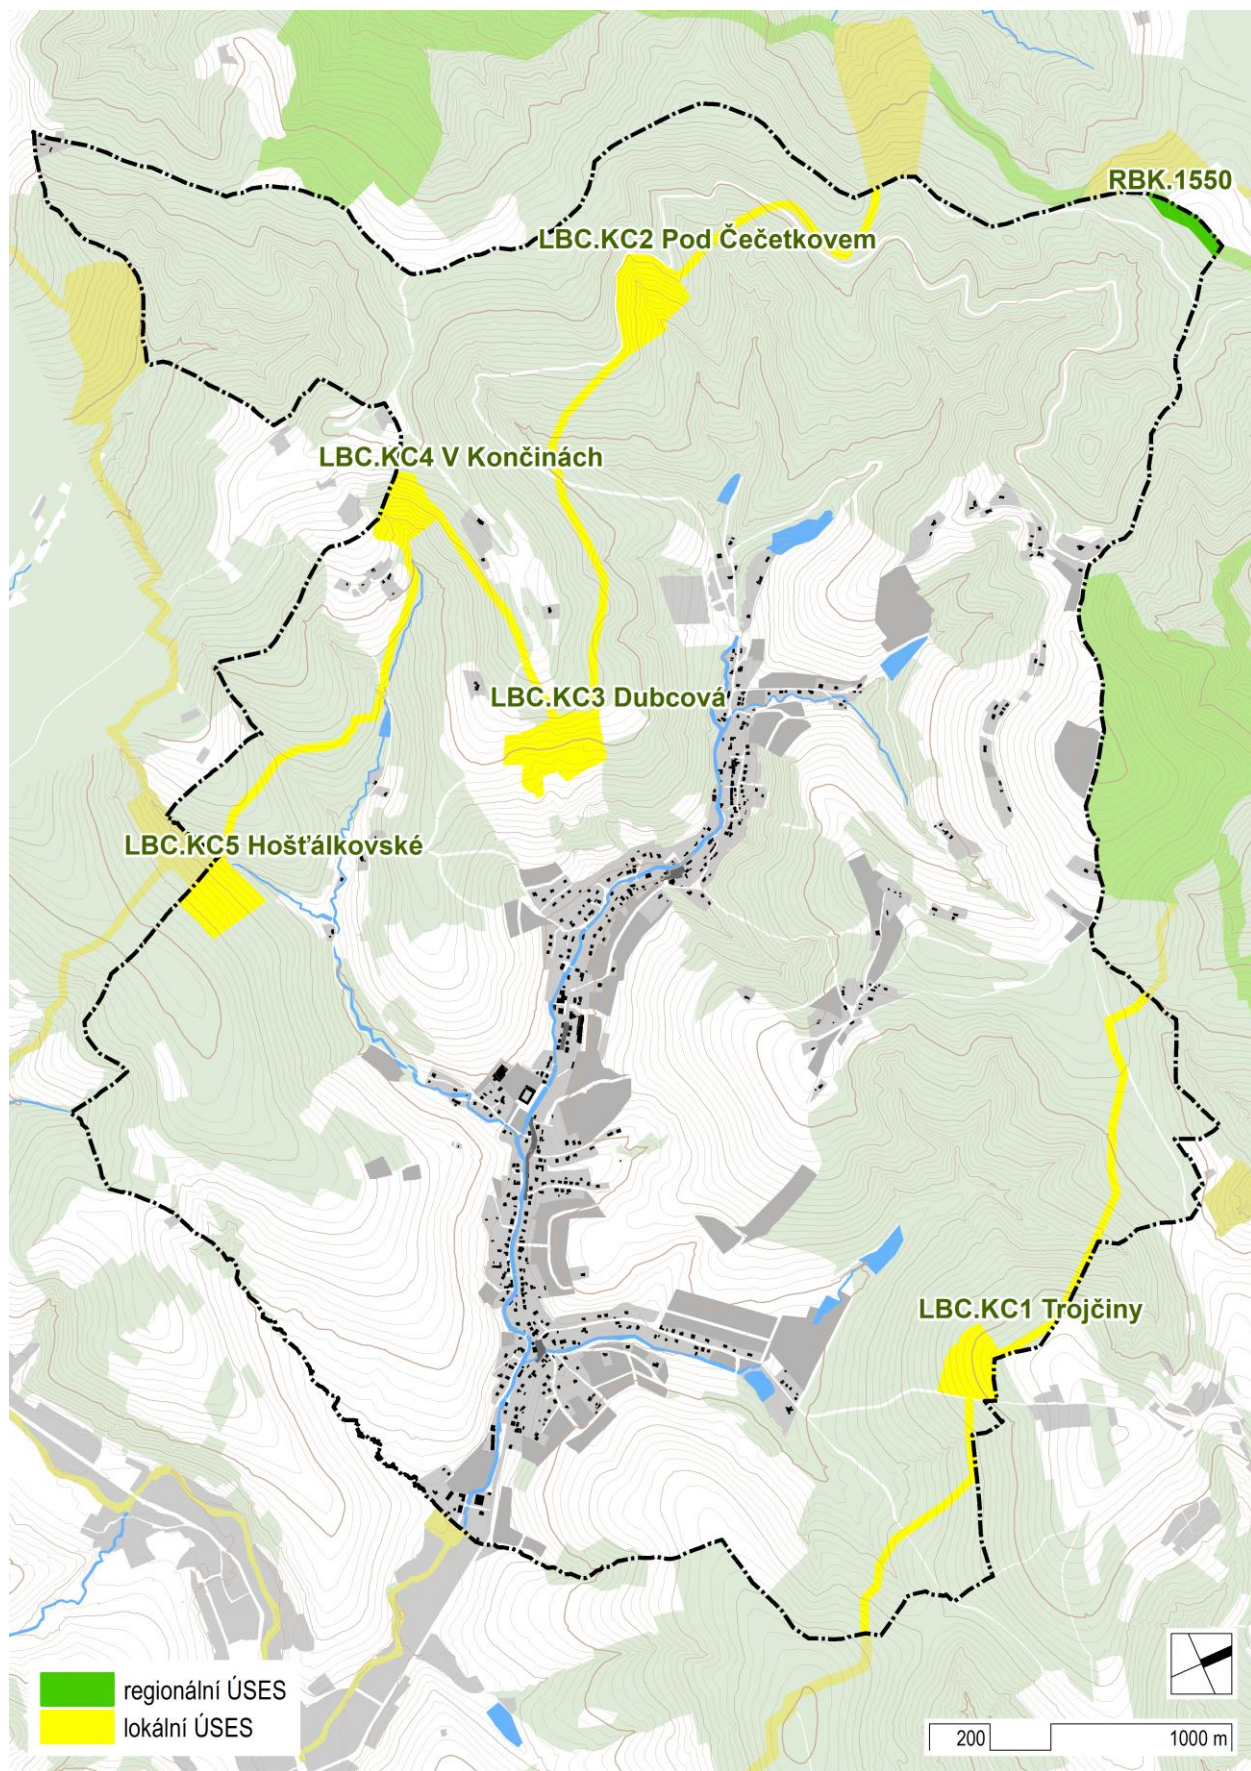 RBK.1550
LBC.KC2 Pod Čečetkovem
LBC.KC4 V Končinách
LBC.KC3 Dubcová
LBC.KC5 Hošťálkovské
LBC.KC1 Trojčiny
regionální ÚSES
lokální ÚSES
200 1000 m